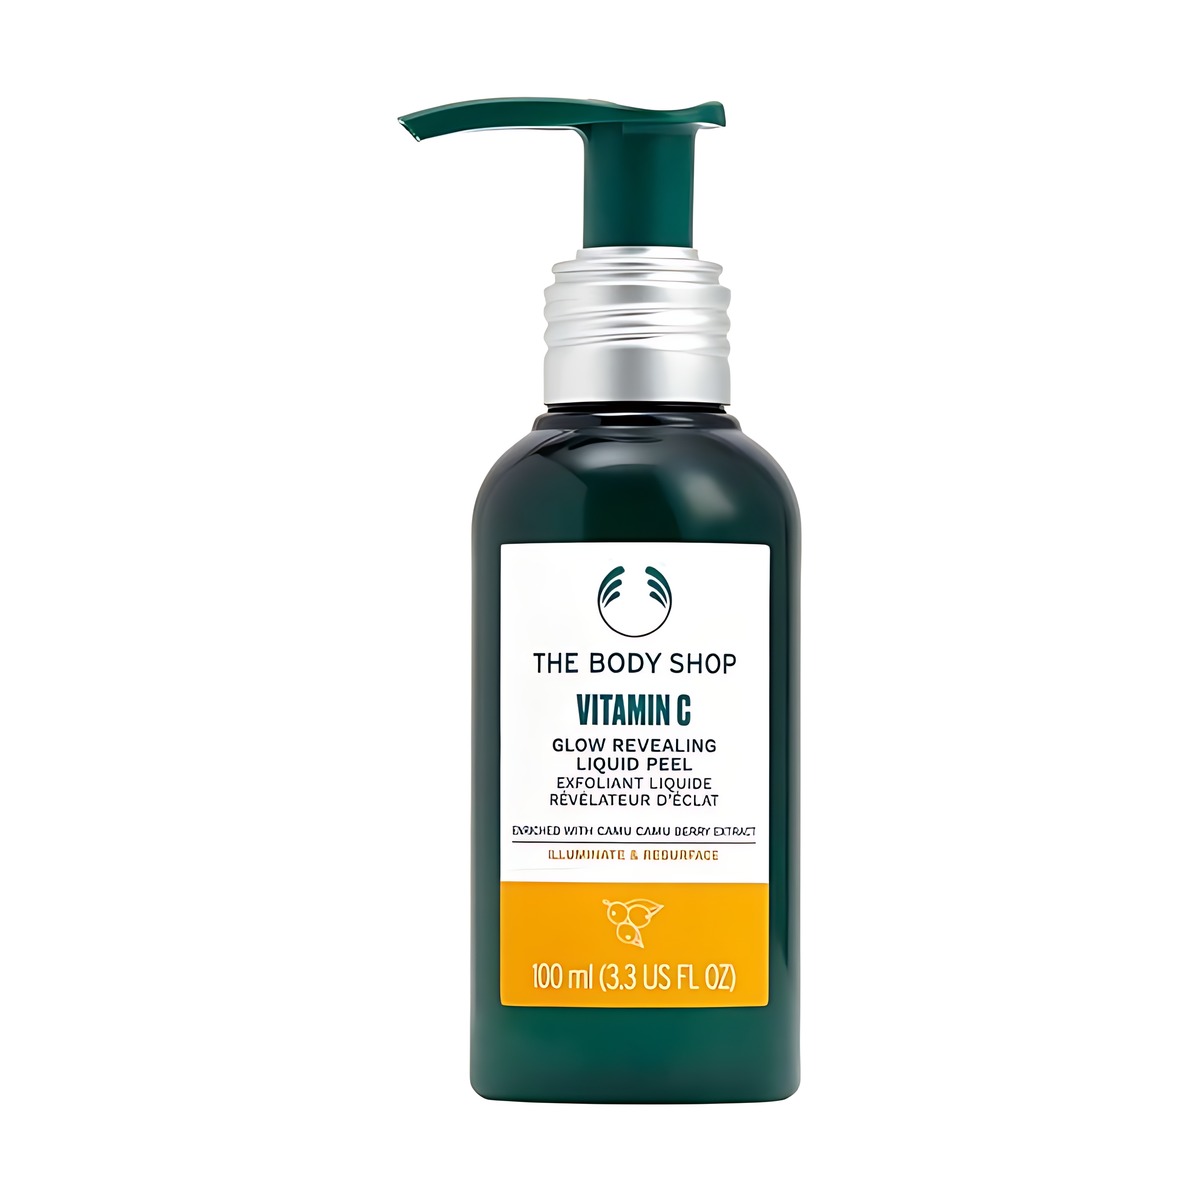 THE BODY SHOP
VITAMIN C
GLOW REVEALING
LIQUID PEEL
EXFOLIANT LIQUIDE
RÉVÉLATEUR D'ÉCLAT
ENRICHED WITH CAMU CAMU BERRY EXTRACT
ILLUMINATE & RESURFACE
100 ml (3.3 US FL OZ)